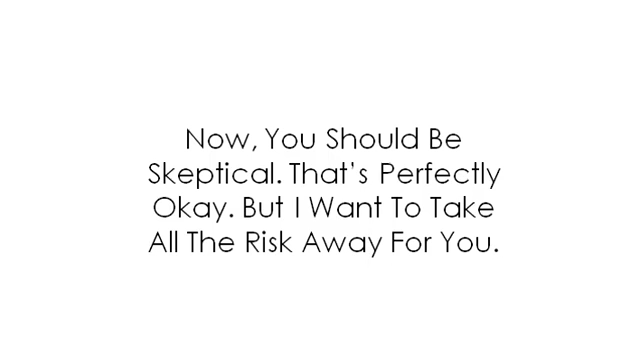 Now, You Should Be
Skeptical. That's Perfectly
Okay. But I Want To Take
All The Risk Away For You.